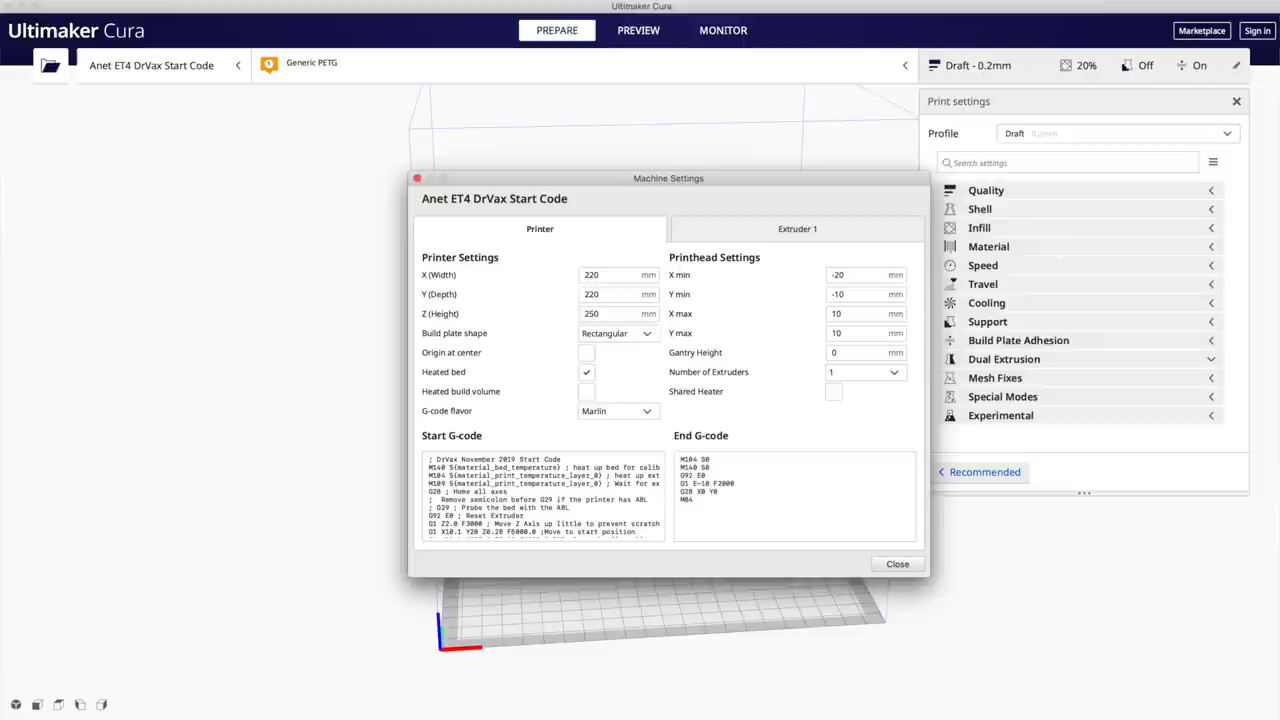 Ultimaker Cura
Ultimaker Cura
PREPARE
PREVIEW
MONITOR
Marketplace
Sign in
Anet ET4 DrVax Start Code
1
Generic PETG
Draft - 0.2mm
20%
Off
On
Print settings
Profile
Draft 0.2mm
Search settings
Quality
Shell
Infill
Material
Speed
Travel
Cooling
Support
Build Plate Adhesion
Dual Extrusion
Mesh Fixes
Special Modes
Experimental
Recommended
Machine Settings
Anet ET4 DrVax Start Code
Printer
Extruder 1
Printer Settings
X (Width) 220 mm
Y (Depth) 220 mm
Z (Height) 250 mm
Build plate shape Rectangular
Origin at center
Heated bed
Heated build volume
G-code flavor Marlin
Printhead Settings
X min -20 mm
Y min -10 mm
X max 10 mm
Y max 10 mm
Gantry Height 0 mm
Number of Extruders 1
Shared Heater
Start G-code
; DrVax November 2019 Start Code
M140 S{material_bed_temperature} ; heat up bed for calib
M104 S{material_print_temperature_layer_0} ; heat up ext
M109 S{material_print_temperature_layer_0} ; Wait for ex
G28 ; Home all axes
; Remove semicolon before G29 if the printer has ABL
; G29 ; Probe the bed with the ABL
G92 E0 ; Reset Extruder
G1 Z2.0 F3000 ; Move Z Axis up little to prevent scratch
G1 X10.1 Y20 Z0.28 F5000.0 ;Move to start position
End G-code
M104 S0
M140 S0
G92 E0
G1 E-10 F2000
G28 X0 Y0
M84
Close